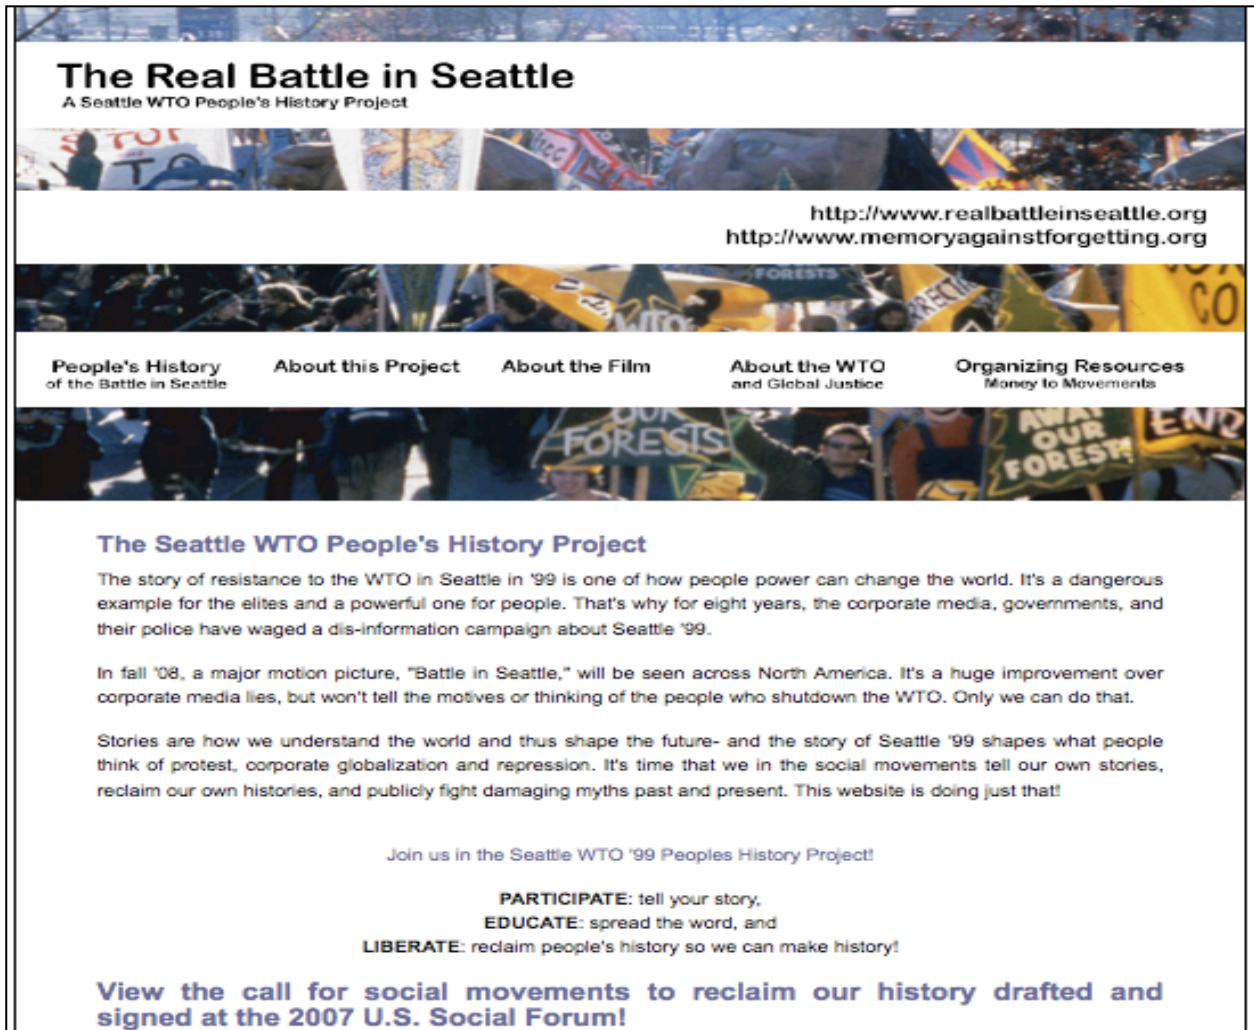 The Real Battle in Seattle
A Seattle WTO People's History Project
STOP
http://www.realbattleinseattle.org
http://www.memoryagainstforgetting.org
FORESTS
WTO
CO
People's History
of the Battle in Seattle
About this Project
About the Film
About the WTO
and Global Justice
Organizing Resources
Money to Movements
OUR
FORESTS
AWAY
OUR
FOREST
END
The Seattle WTO People's History Project
The story of resistance to the WTO in Seattle in '99 is one of how people power can change the world. It's a dangerous
example for the elites and a powerful one for people. That's why for eight years, the corporate media, governments, and
their police have waged a dis-information campaign about Seattle '99.
In fall '08, a major motion picture, "Battle in Seattle," will be seen across North America. It's a huge improvement over
corporate media lies, but won't tell the motives or thinking of the people who shutdown the WTO. Only we can do that.
Stories are how we understand the world and thus shape the future- and the story of Seattle '99 shapes what people
think of protest, corporate globalization and repression. It's time that we in the social movements tell our own stories,
reclaim our own histories, and publicly fight damaging myths past and present. This website is doing just that!
Join us in the Seattle WTO '99 Peoples History Project!
PARTICIPATE: tell your story,
EDUCATE: spread the word, and
LIBERATE: reclaim people's history so we can make history!
View the call for social movements to reclaim our history drafted and
signed at the 2007 U.S. Social Forum!